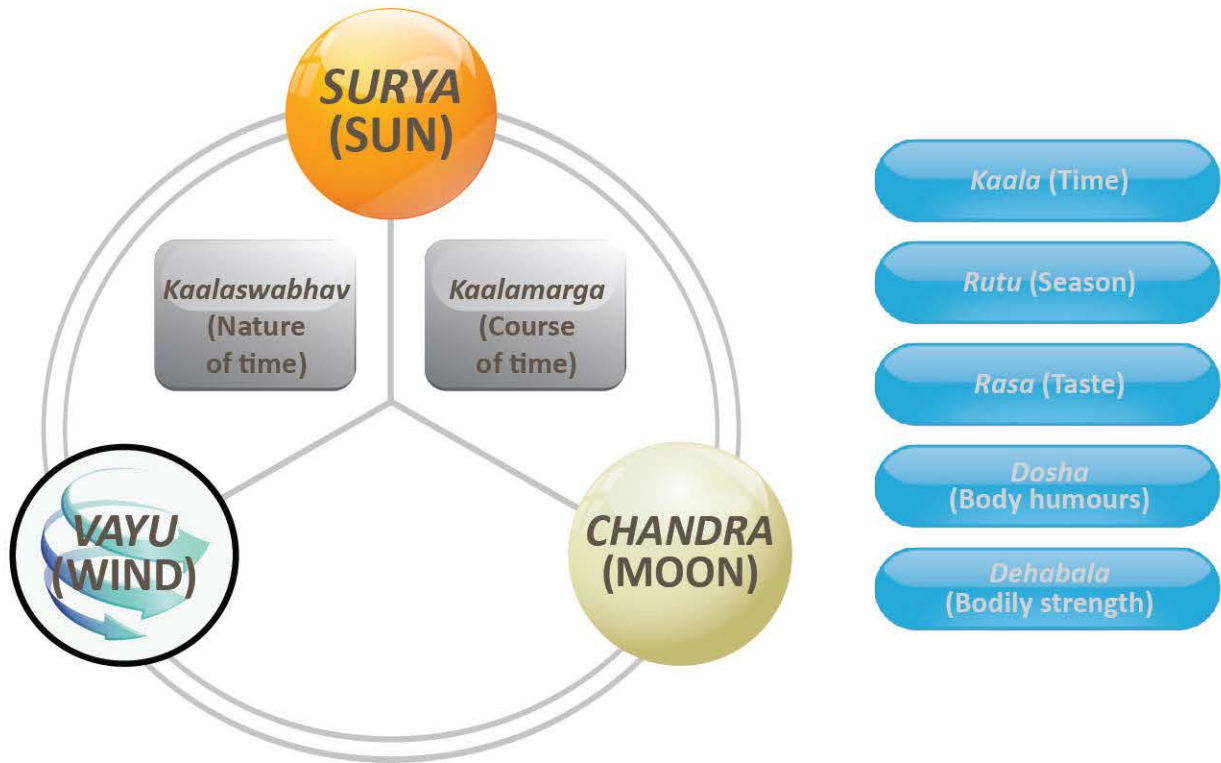 SURYA
(SUN)
Kaalaswabhav
(Nature
of time)
Kaalamarga
(Course
of time)
VAYU
(WIND)
CHANDRA
(MOON)
Kaala (Time)
Rutu (Season)
Rasa (Taste)
Dosha
(Body humours)
Dehabala
(Bodily strength)